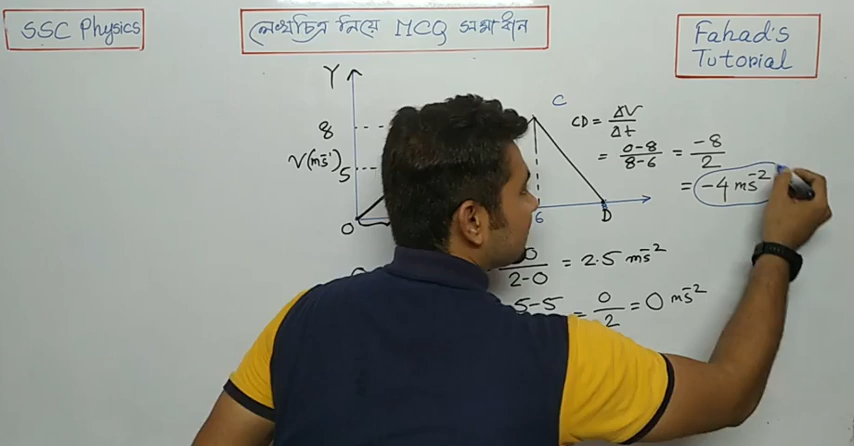 SSC Physics
লেখচিত্র নিয়ে MCQ সমাধান
Fahad's
Tutorial
Y
C
8
V(ms⁻¹)
5
O
6
D
CD = ΔV/Δt
= 0-8/8-6 = -8/2
= -4 ms⁻²
0/2-0 = 2.5 ms⁻²
5-5 = 0/2 = 0 ms⁻²